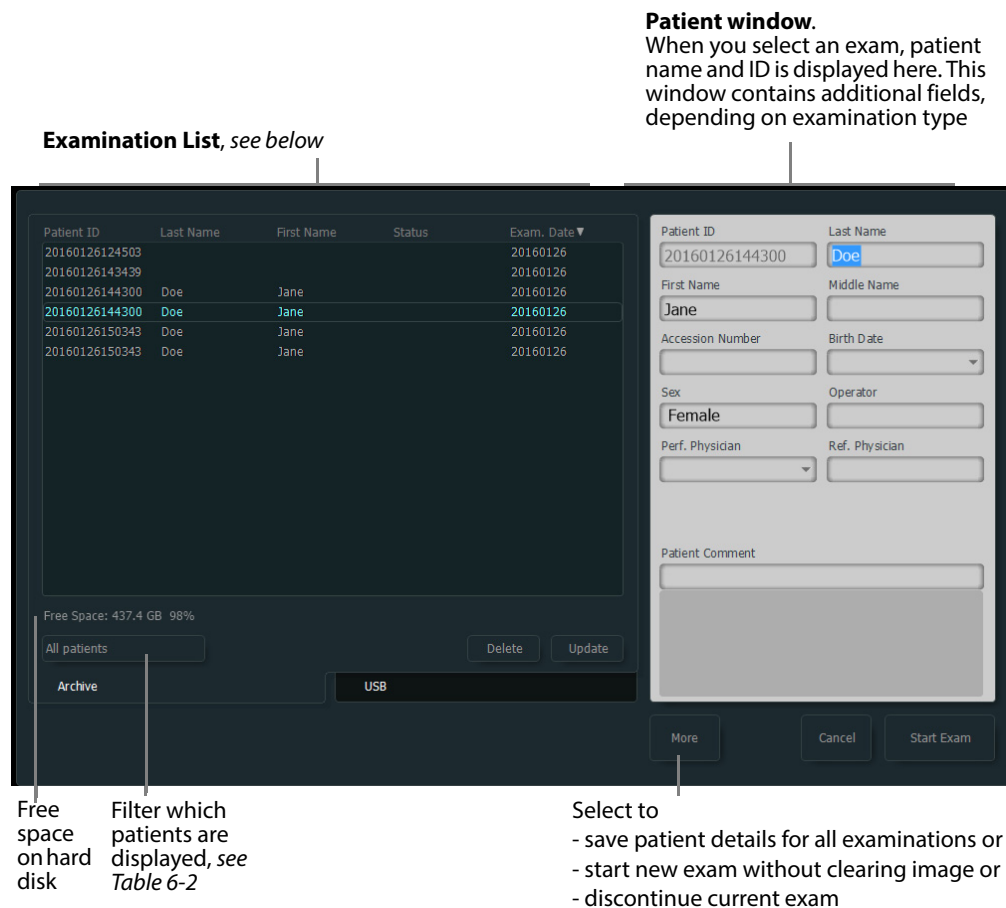 Patient window.
When you select an exam, patient
name and ID is displayed here. This
window contains additional fields,
depending on examination type
Examination List, see below
Patient ID Last Name First Name Status Exam. Date▼
20160126124503 20160126
20160126143439 20160126
20160126144300 Doe Jane 20160126
20160126144300 Doe Jane 20160126
20160126150343 Doe Jane 20160126
20160126150343 Doe Jane 20160126
Free Space: 437.4 GB 98%
All patients Delete Update
Archive USB
Patient ID Last Name
20160126144300 Doe
First Name Middle Name
Jane
Accession Number Birth Date
Sex Operator
Female
Perf. Physician Ref. Physician
Patient Comment
More Cancel Start Exam
Free
space
on hard
disk
Filter which
patients are
displayed, see
Table 6-2
Select to
- save patient details for all examinations or
- start new exam without clearing image or
- discontinue current exam